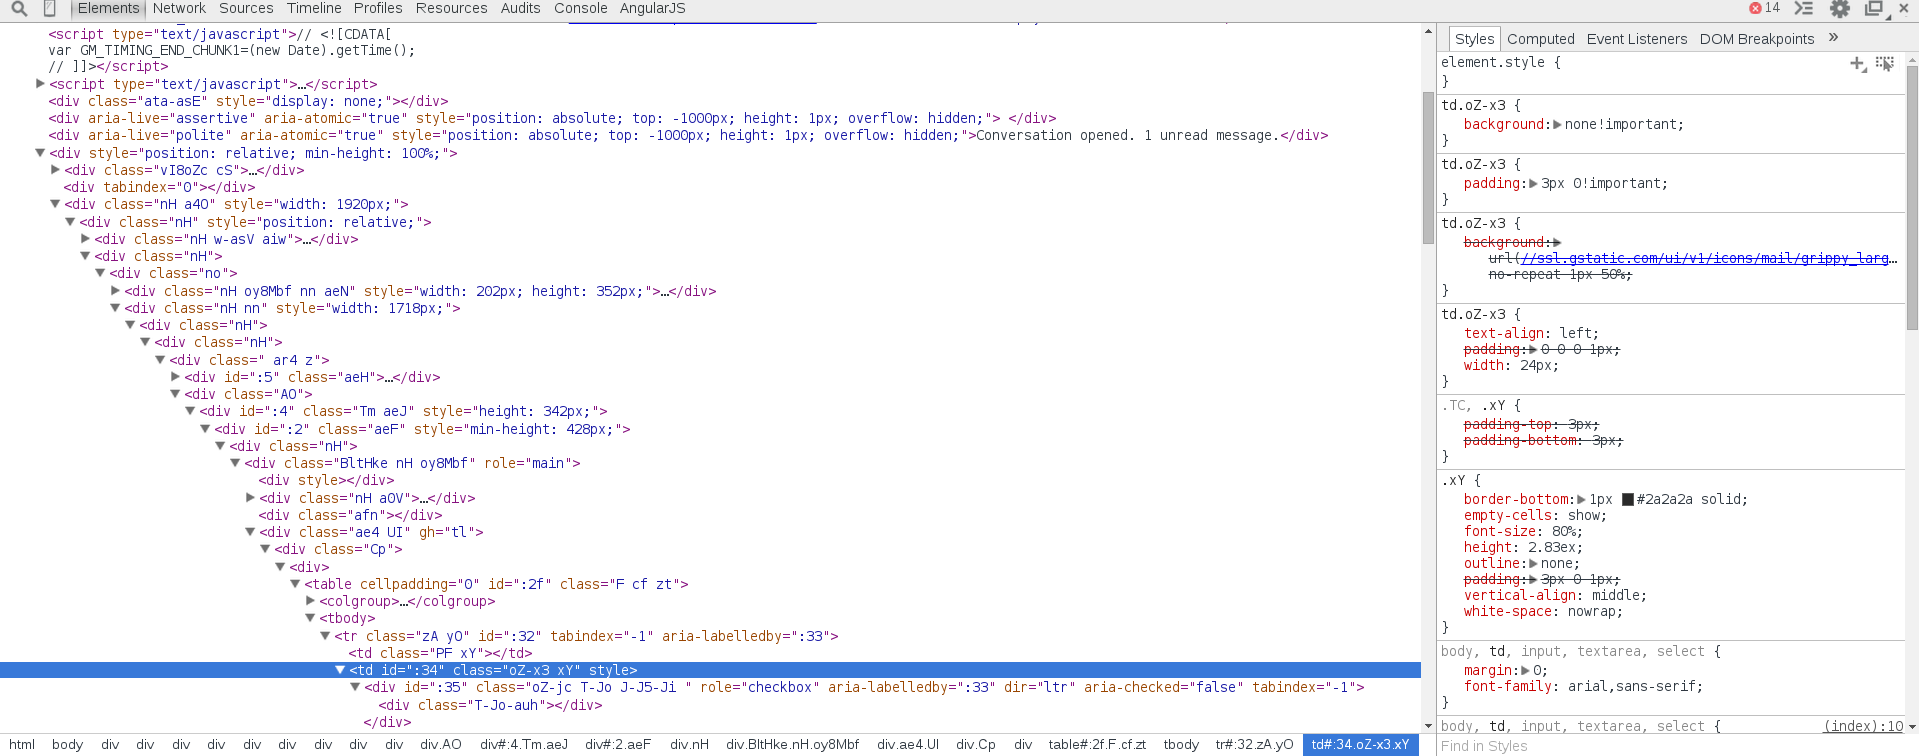 Elements Network Sources Timeline Profiles Resources Audits Console AngularJS 14
<script type="text/javascript">// <![CDATA[
var GM_TIMING_END_CHUNK1=(new Date).getTime();
// ]]></script>
<script type="text/javascript">…</script>
<div class="ata-asE" style="display: none;"></div>
<div aria-live="assertive" aria-atomic="true" style="position: absolute; top: -1000px; height: 1px; overflow: hidden;"> </div>
<div aria-live="polite" aria-atomic="true" style="position: absolute; top: -1000px; height: 1px; overflow: hidden;">Conversation opened. 1 unread message.</div>
<div style="position: relative; min-height: 100%;">
<div class="vI8oZc cS">…</div>
<div tabindex="0"></div>
<div class="nH a4O" style="width: 1920px;">
<div class="nH" style="position: relative;">
<div class="nH w-asV aiw">…</div>
<div class="nH">
<div class="no">
<div class="nH oy8Mbf nn aeN" style="width: 202px; height: 352px;">…</div>
<div class="nH nn" style="width: 1718px;">
<div class="nH">
<div class="nH">
<div class=" ar4 z">
<div id=":5" class="aeH">…</div>
<div class="AO">
<div id=":4" class="Tm aeJ" style="height: 342px;">
<div id=":2" class="aeF" style="min-height: 428px;">
<div class="nH">
<div class="BltHke nH oy8Mbf" role="main">
<div style></div>
<div class="nH aOV">…</div>
<div class="afn"></div>
<div class="ae4 UI" gh="tl">
<div class="Cp">
<div>
<table cellpadding="0" id=":2f" class="F cf zt">
<colgroup>…</colgroup>
<tbody>
<tr class="zA yO" id=":32" tabindex="-1" aria-labelledby=":33">
<td class="PF xY"></td>
<td id=":34" class="oZ-x3 xY" style>
<div id=":35" class="oZ-jc T-Jo J-J5-Ji " role="checkbox" aria-labelledby=":33" dir="ltr" aria-checked="false" tabindex="-1">
<div class="T-Jo-auh"></div>
</div>
html body div div div div div div div div div div.AO div#:4.Tm.aeJ div#:2.aeF div.nH div.BltHke.nH.oy8Mbf div.ae4.UI div.Cp div table#:2f.F.cf.zt tbody tr#:32.zA.yO td#:34.oZ-x3.xY
Styles Computed Event Listeners DOM Breakpoints »
element.style {
}
td.oZ-x3 {
background: none!important;
}
td.oZ-x3 {
padding: 3px 0!important;
}
td.oZ-x3 {
background:
url(//ssl.gstatic.com/ui/v1/icons/mail/grippy_larg…
no-repeat 1px 50%;
}
td.oZ-x3 {
text-align: left;
padding: 0 0 0 1px;
width: 24px;
}
.TC, .xY {
padding-top: 3px;
padding-bottom: 3px;
}
.xY {
border-bottom: 1px #2a2a2a solid;
empty-cells: show;
font-size: 80%;
height: 2.83ex;
outline: none;
padding: 3px 0 1px;
vertical-align: middle;
white-space: nowrap;
}
body, td, input, textarea, select {
margin: 0;
font-family: arial,sans-serif;
}
body, td, input, textarea, select { (index):10
Find in Styles